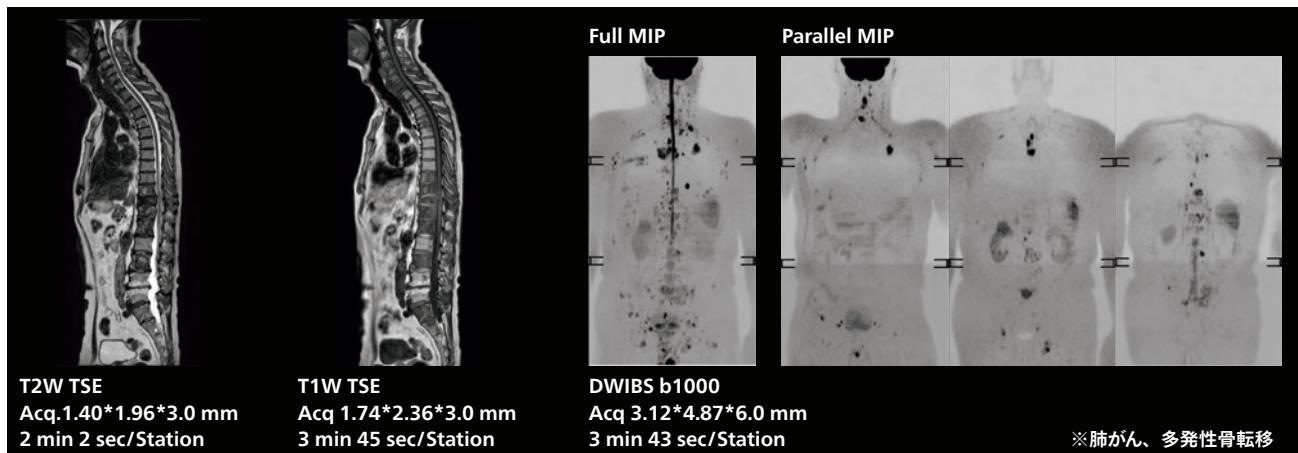 Full MIP
Parallel MIP
T2W TSE
Acq.1.40*1.96*3.0 mm
2 min 2 sec/Station
T1W TSE
Acq 1.74*2.36*3.0 mm
3 min 45 sec/Station
DWIBS b1000
Acq 3.12*4.87*6.0 mm
3 min 43 sec/Station
※肺がん、多発性骨転移